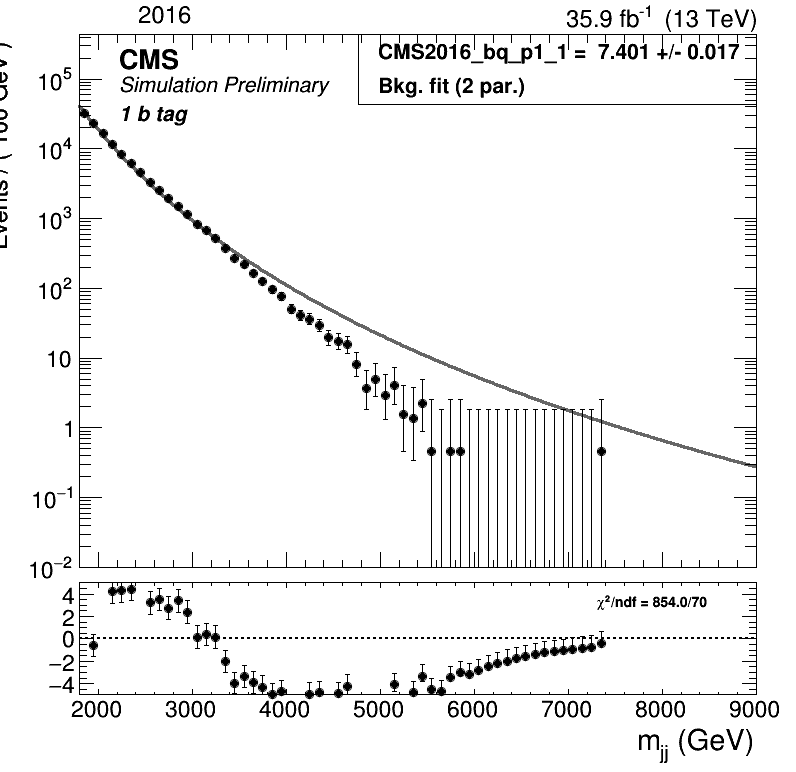 2016
35.9 fb⁻¹ (13 TeV)
CMS
Simulation Preliminary
1 b tag
CMS2016_bq_p1_1 = 7.401 +/- 0.017
Bkg. fit (2 par.)
10⁵
10⁴
10³
10²
10
1
10⁻¹
10⁻²
χ²/ndf = 854.0/70
4
2
0
−2
−4
2000 3000 4000 5000 6000 7000 8000 9000
m_jj (GeV)